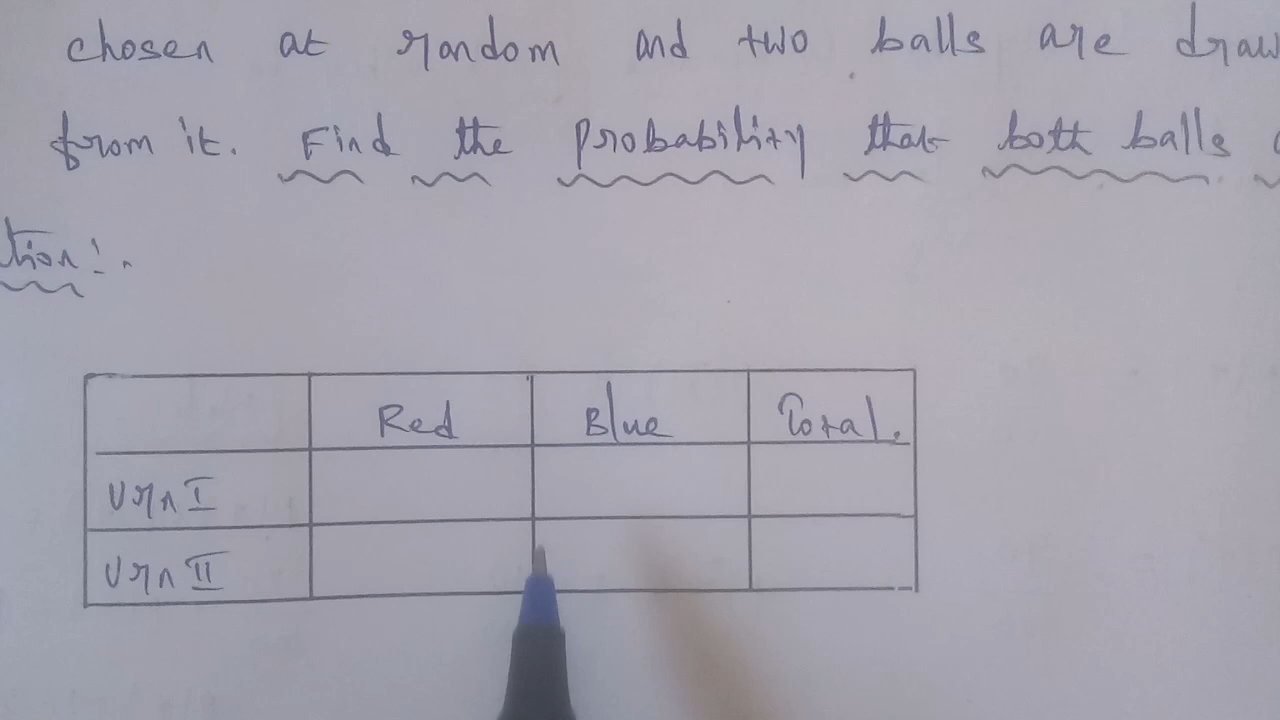 chosen at random and two balls are draw
from it. Find the Probability that both balls
tion:.
Red Blue Total.
Urn I
Urn II